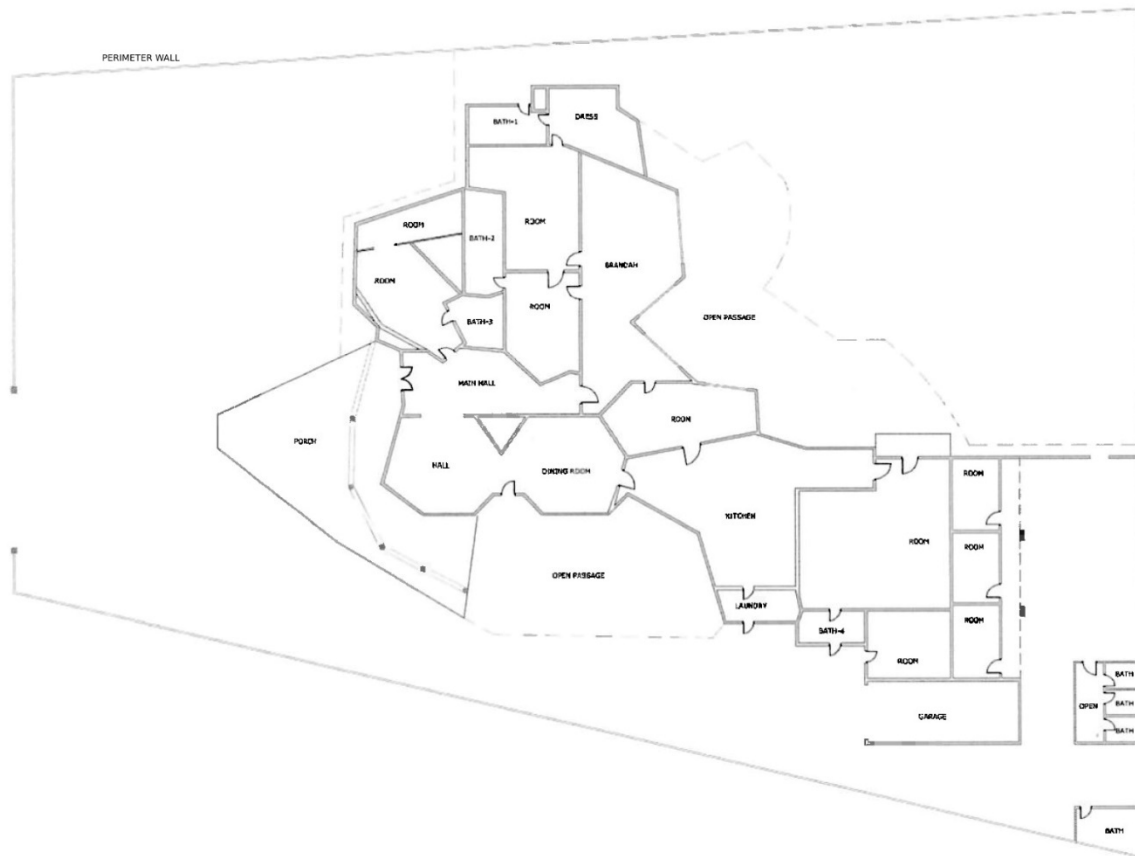 PERIMETER WALL
BATH-1
DRESS
ROOM
BATH-2
ROOM
ROOM
BRANDAH
ROOM
BATH-3
OPEN PASSAGE
MAIN HALL
ROOM
PORCH
HALL
DINING ROOM
ROOM
KITCHEN
ROOM
ROOM
OPEN PASSAGE
LAUNDRY
BATH-4
ROOM
ROOM
GARAGE
BATH
OPEN
BATH
BATH
BATH